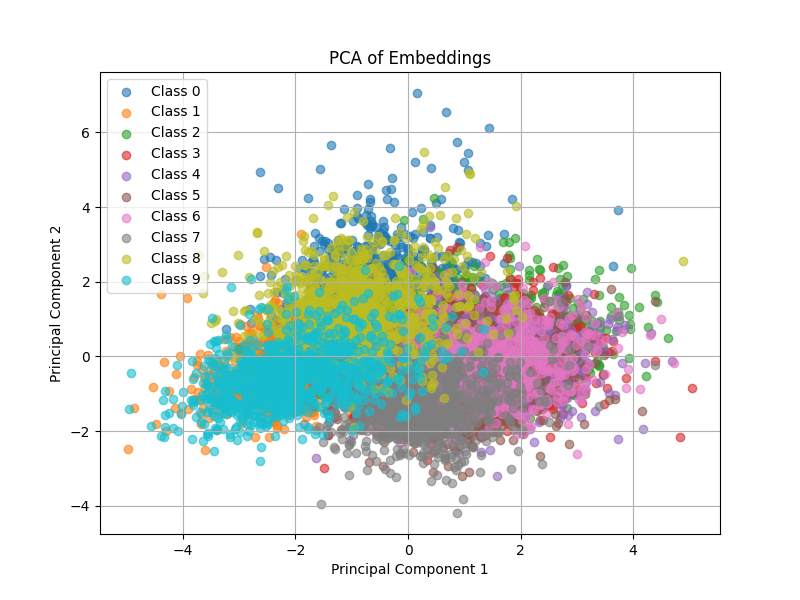 PCA of Embeddings
Class 0
Class 1
Class 2
Class 3
Class 4
Class 5
Class 6
Class 7
Class 8
Class 9
6
4
2
0
−2
−4
Principal Component 2
−4 −2 0 2 4
Principal Component 1